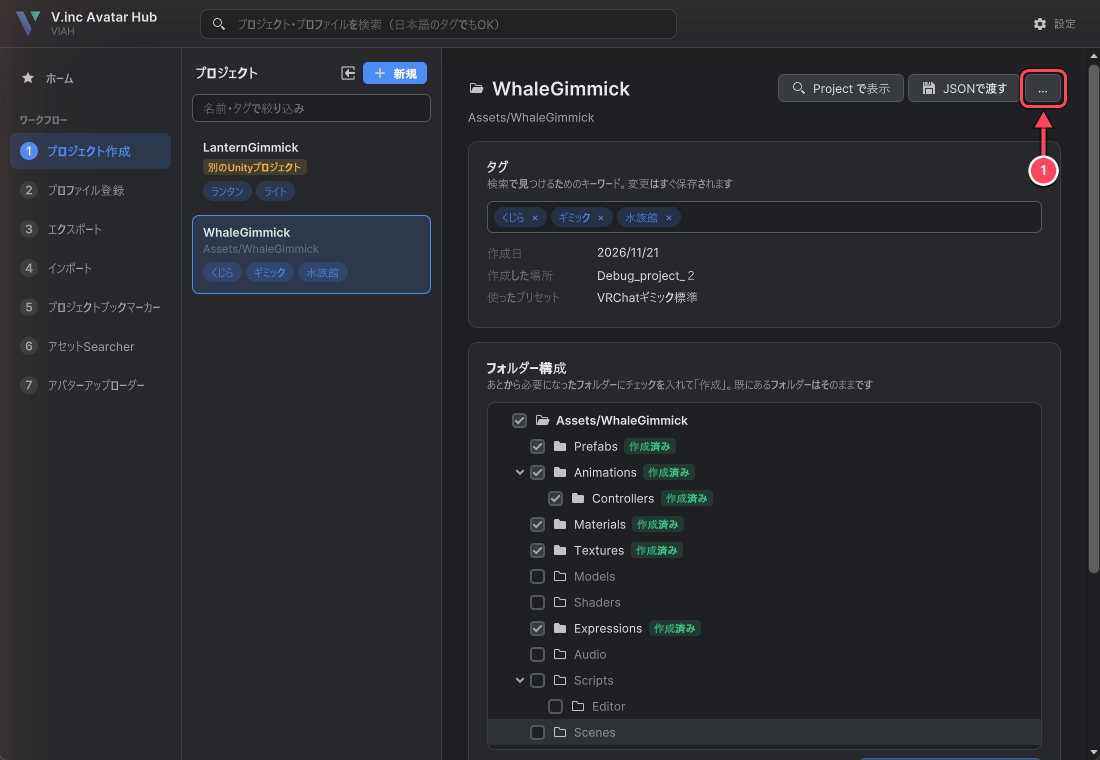 V.inc Avatar Hub
VIAH
プロジェクト・プロファイルを検索（日本語のタグでもOK）
設定
ホーム
ワークフロー
1 プロジェクト作成
2 プロファイル登録
3 エクスポート
4 インポート
5 プロジェクトブックマーカー
6 アセットSearcher
7 アバターアップローダー
プロジェクト
+ 新規
名前・タグで絞り込み
LanternGimmick
別のUnityプロジェクト
ランタン ライト
WhaleGimmick
Assets/WhaleGimmick
くじら ギミック 水族館
WhaleGimmick
Project で表示 JSONで渡す ...
Assets/WhaleGimmick
1
タグ
検索で見つけるためのキーワード。変更はすぐ保存されます
くじら × ギミック × 水族館 ×
作成日 2026/11/21
作成した場所 Debug_project_2
使ったプリセット VRChatギミック標準
フォルダー構成
あとから必要になったフォルダーにチェックを入れて「作成」。既にあるフォルダーはそのままです
Assets/WhaleGimmick
Prefabs 作成済み
Animations 作成済み
Controllers 作成済み
Materials 作成済み
Textures 作成済み
Models
Shaders
Expressions 作成済み
Audio
Scripts
Editor
Scenes